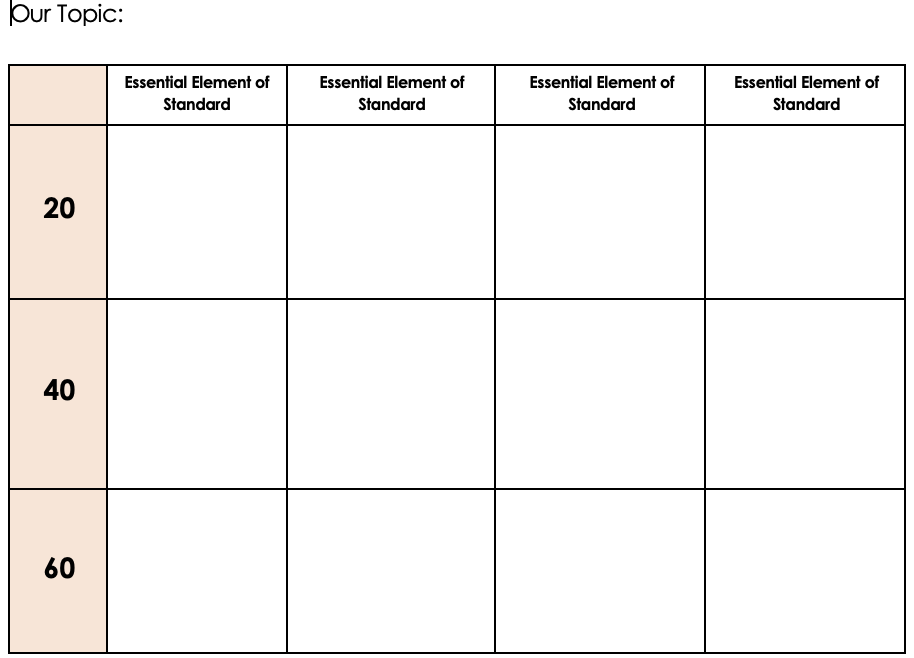 Our Topic:
Essential Element of Standard
Essential Element of Standard
Essential Element of Standard
Essential Element of Standard
20
40
60